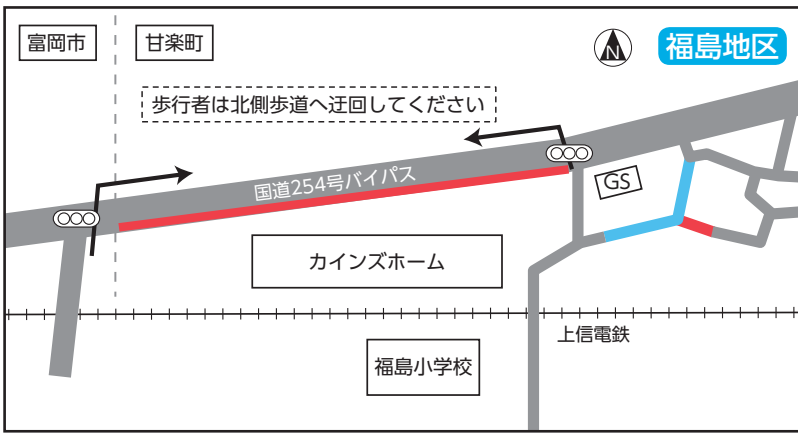 富岡市
甘楽町
N
福島地区
歩行者は北側歩道へ迂回してください
国道254号バイパス
GS
カインズホーム
上信電鉄
福島小学校